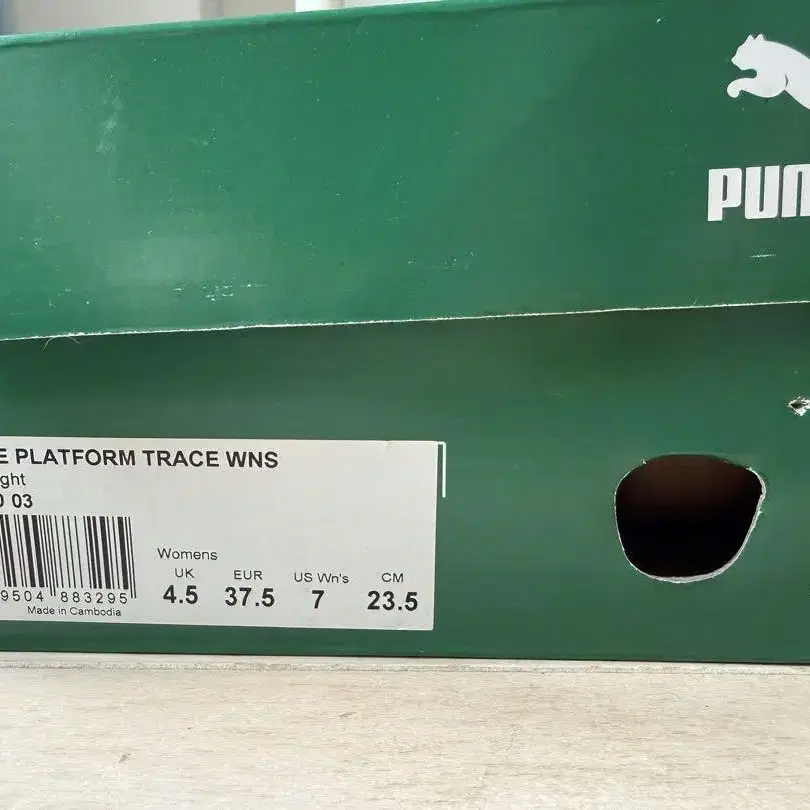 PUM
E PLATFORM TRACE WNS
ght
0 03
Womens
UK EUR US Wn's CM
4.5 37.5 7 23.5
9504 883295
Made in Cambodia